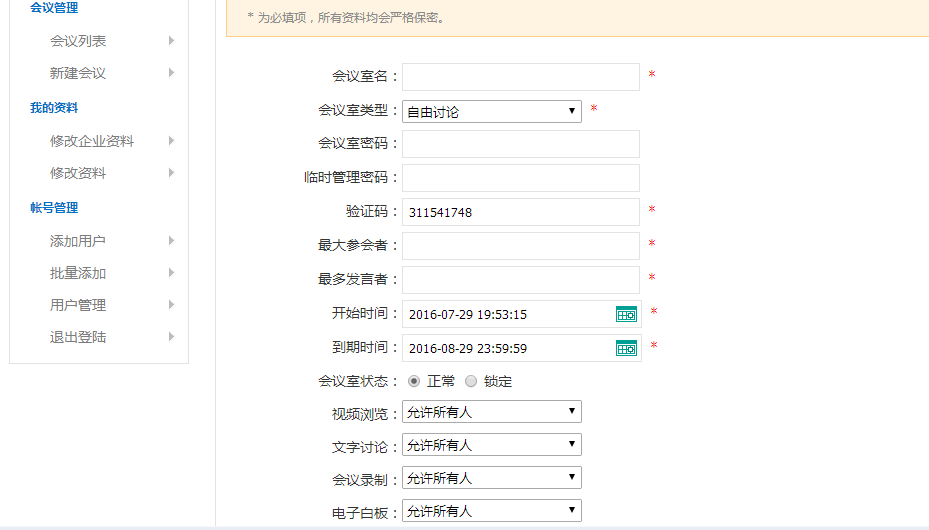 会议管理
会议列表
新建会议
我的资料
修改企业资料
修改资料
帐号管理
添加用户
批量添加
用户管理
退出登陆
* 为必填项，所有资料均会严格保密。
会议室名： *
会议室类型： 自由讨论 *
会议室密码：
临时管理密码：
验证码： 311541748 *
最大参会者： *
最多发言者： *
开始时间： 2016-07-29 19:53:15 *
到期时间： 2016-08-29 23:59:59 *
会议室状态： 正常 锁定
视频浏览： 允许所有人
文字讨论： 允许所有人
会议录制： 允许所有人
电子白板： 允许所有人